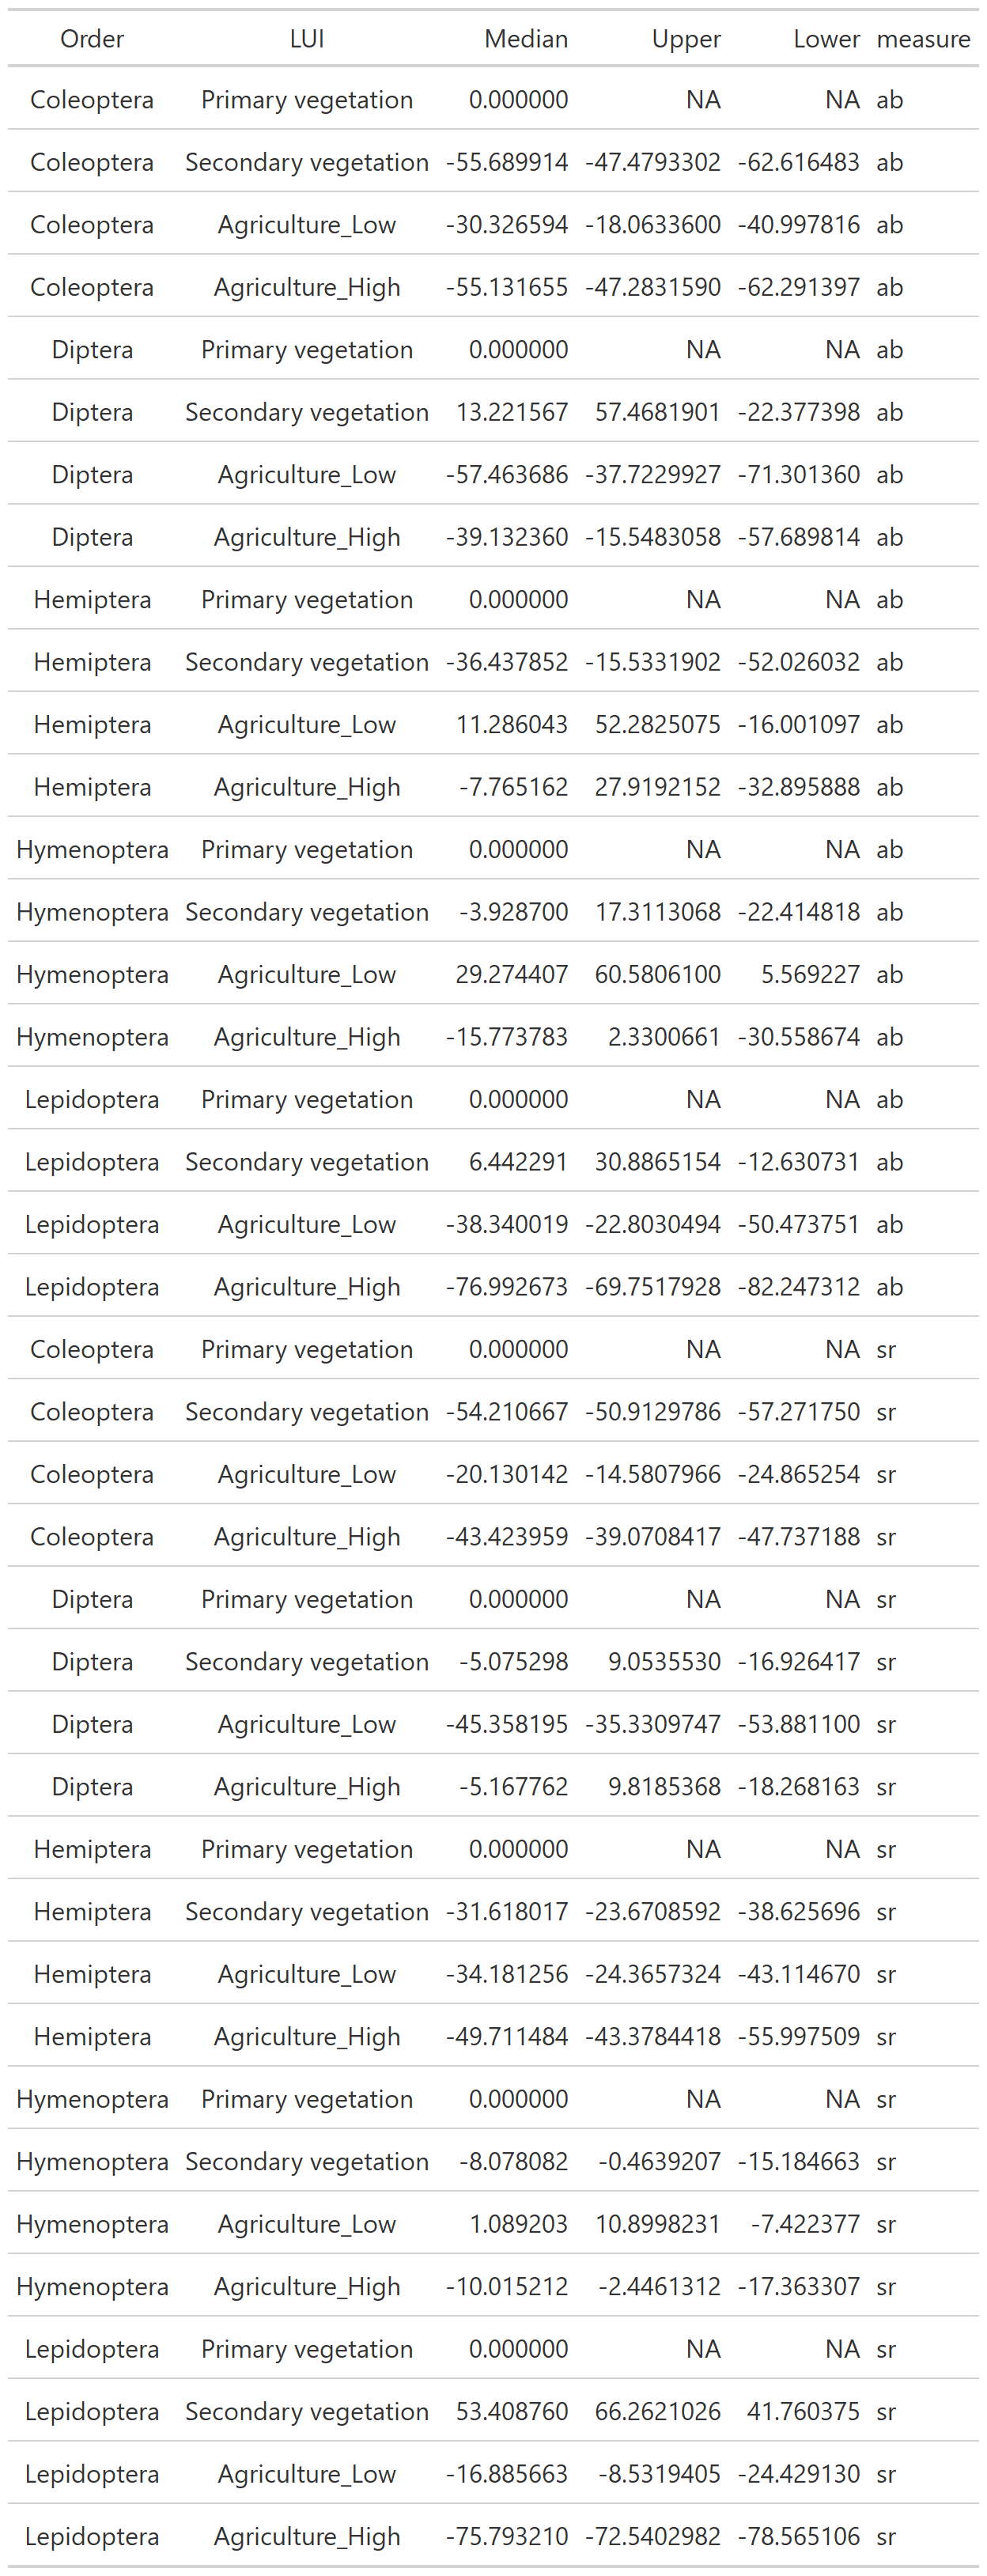 Order LUI Median Upper Lower measure
Coleoptera Primary vegetation 0.000000 NA NA ab
Coleoptera Secondary vegetation -55.689914 -47.4793302 -62.616483 ab
Coleoptera Agriculture_Low -30.326594 -18.0633600 -40.997816 ab
Coleoptera Agriculture_High -55.131655 -47.2831590 -62.291397 ab
Diptera Primary vegetation 0.000000 NA NA ab
Diptera Secondary vegetation 13.221567 57.4681901 -22.377398 ab
Diptera Agriculture_Low -57.463686 -37.7229927 -71.301360 ab
Diptera Agriculture_High -39.132360 -15.5483058 -57.689814 ab
Hemiptera Primary vegetation 0.000000 NA NA ab
Hemiptera Secondary vegetation -36.437852 -15.5331902 -52.026032 ab
Hemiptera Agriculture_Low 11.286043 52.2825075 -16.001097 ab
Hemiptera Agriculture_High -7.765162 27.9192152 -32.895888 ab
Hymenoptera Primary vegetation 0.000000 NA NA ab
Hymenoptera Secondary vegetation -3.928700 17.3113068 -22.414818 ab
Hymenoptera Agriculture_Low 29.274407 60.5806100 5.569227 ab
Hymenoptera Agriculture_High -15.773783 2.3300661 -30.558674 ab
Lepidoptera Primary vegetation 0.000000 NA NA ab
Lepidoptera Secondary vegetation 6.442291 30.8865154 -12.630731 ab
Lepidoptera Agriculture_Low -38.340019 -22.8030494 -50.473751 ab
Lepidoptera Agriculture_High -76.992673 -69.7517928 -82.247312 ab
Coleoptera Primary vegetation 0.000000 NA NA sr
Coleoptera Secondary vegetation -54.210667 -50.9129786 -57.271750 sr
Coleoptera Agriculture_Low -20.130142 -14.5807966 -24.865254 sr
Coleoptera Agriculture_High -43.423959 -39.0708417 -47.737188 sr
Diptera Primary vegetation 0.000000 NA NA sr
Diptera Secondary vegetation -5.075298 9.0535530 -16.926417 sr
Diptera Agriculture_Low -45.358195 -35.3309747 -53.881100 sr
Diptera Agriculture_High -5.167762 9.8185368 -18.268163 sr
Hemiptera Primary vegetation 0.000000 NA NA sr
Hemiptera Secondary vegetation -31.618017 -23.6708592 -38.625696 sr
Hemiptera Agriculture_Low -34.181256 -24.3657324 -43.114670 sr
Hemiptera Agriculture_High -49.711484 -43.3784418 -55.997509 sr
Hymenoptera Primary vegetation 0.000000 NA NA sr
Hymenoptera Secondary vegetation -8.078082 -0.4639207 -15.184663 sr
Hymenoptera Agriculture_Low 1.089203 10.8998231 -7.422377 sr
Hymenoptera Agriculture_High -10.015212 -2.4461312 -17.363307 sr
Lepidoptera Primary vegetation 0.000000 NA NA sr
Lepidoptera Secondary vegetation 53.408760 66.2621026 41.760375 sr
Lepidoptera Agriculture_Low -16.885663 -8.5319405 -24.429130 sr
Lepidoptera Agriculture_High -75.793210 -72.5402982 -78.565106 sr